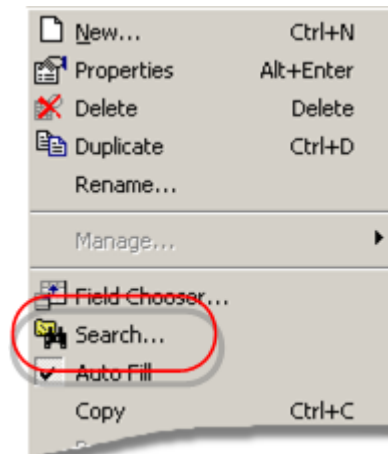 New... Ctrl+N
Properties Alt+Enter
Delete Delete
Duplicate Ctrl+D
Rename...
Manage...
Field Chooser...
Search...
Auto Fill
Copy Ctrl+C